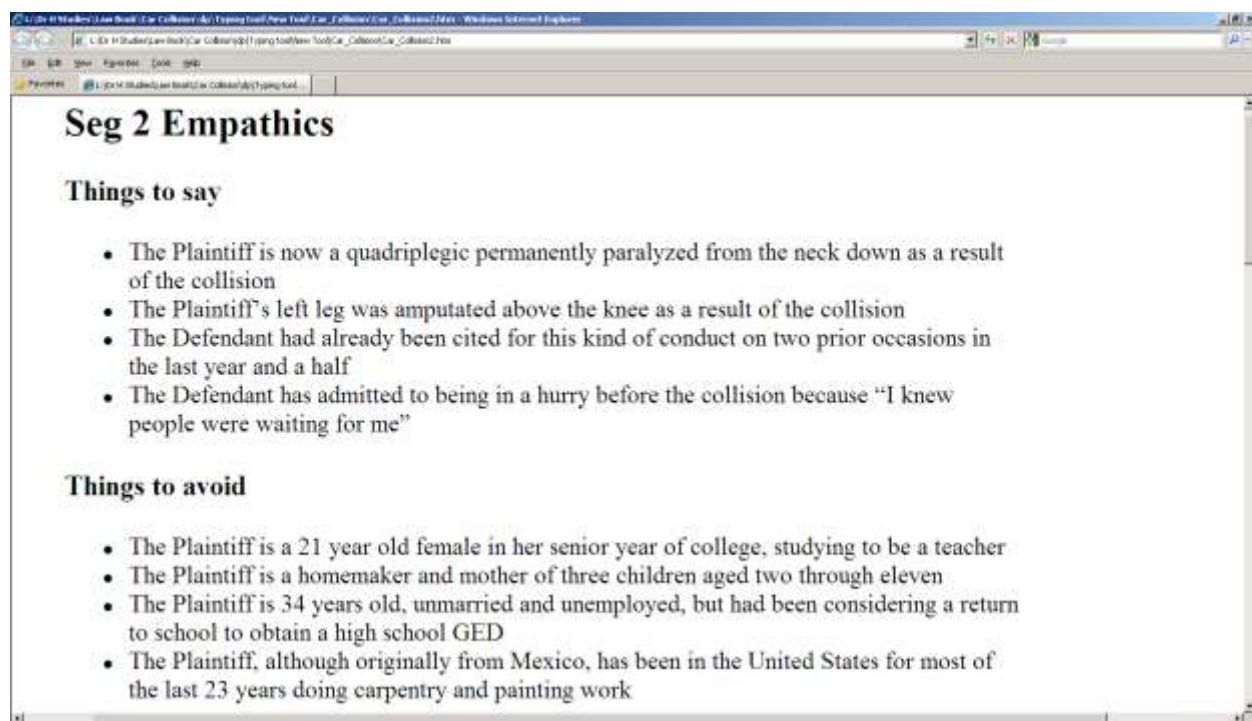 Windows Internet Explorer
Favorites
Seg 2 Empathics
Things to say
• The Plaintiff is now a quadriplegic permanently paralyzed from the neck down as a result
of the collision
• The Plaintiff’s left leg was amputated above the knee as a result of the collision
• The Defendant had already been cited for this kind of conduct on two prior occasions in
the last year and a half
• The Defendant has admitted to being in a hurry before the collision because “I knew
people were waiting for me”
Things to avoid
• The Plaintiff is a 21 year old female in her senior year of college, studying to be a teacher
• The Plaintiff is a homemaker and mother of three children aged two through eleven
• The Plaintiff is 34 years old, unmarried and unemployed, but had been considering a return
to school to obtain a high school GED
• The Plaintiff, although originally from Mexico, has been in the United States for most of
the last 23 years doing carpentry and painting work